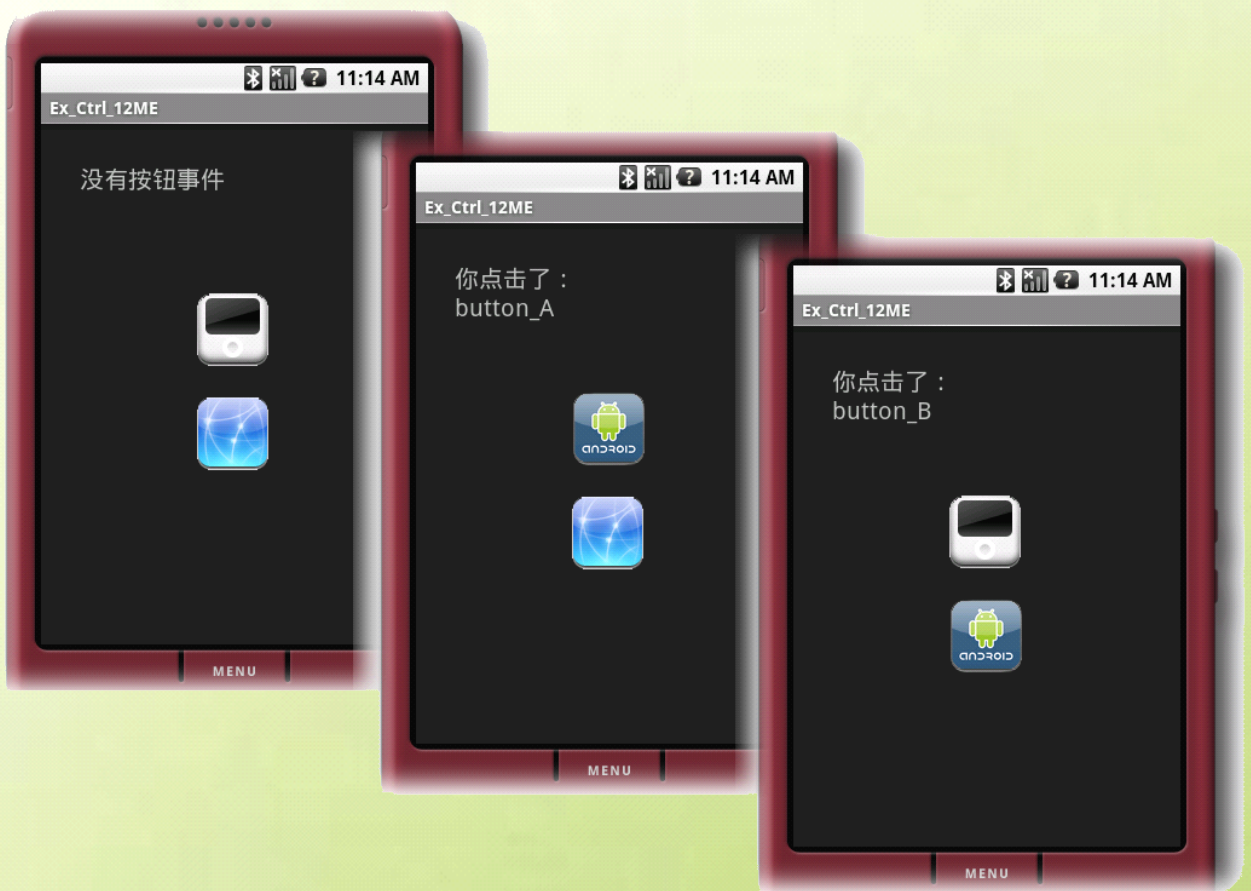 11:14 AM
Ex_Ctrl_12ME
没有按钮事件
MENU
11:14 AM
Ex_Ctrl_12ME
你点击了：
button_A
ANDROID
MENU
11:14 AM
Ex_Ctrl_12ME
你点击了：
button_B
ANDROID
MENU